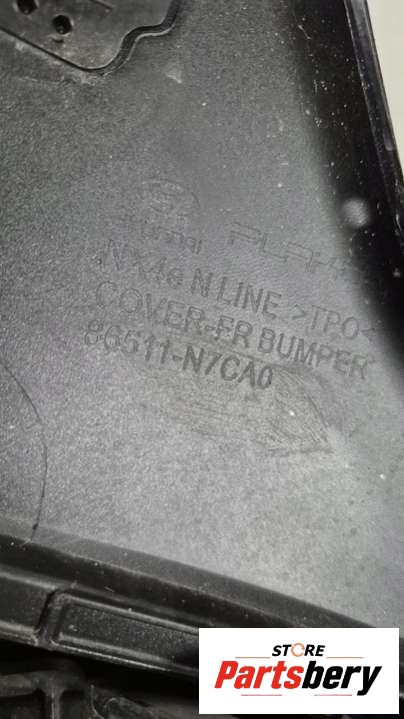 NX4e N LINE >TPO<
COVER-FR BUMPER
86511-N7CA0
STORE
Partsbery